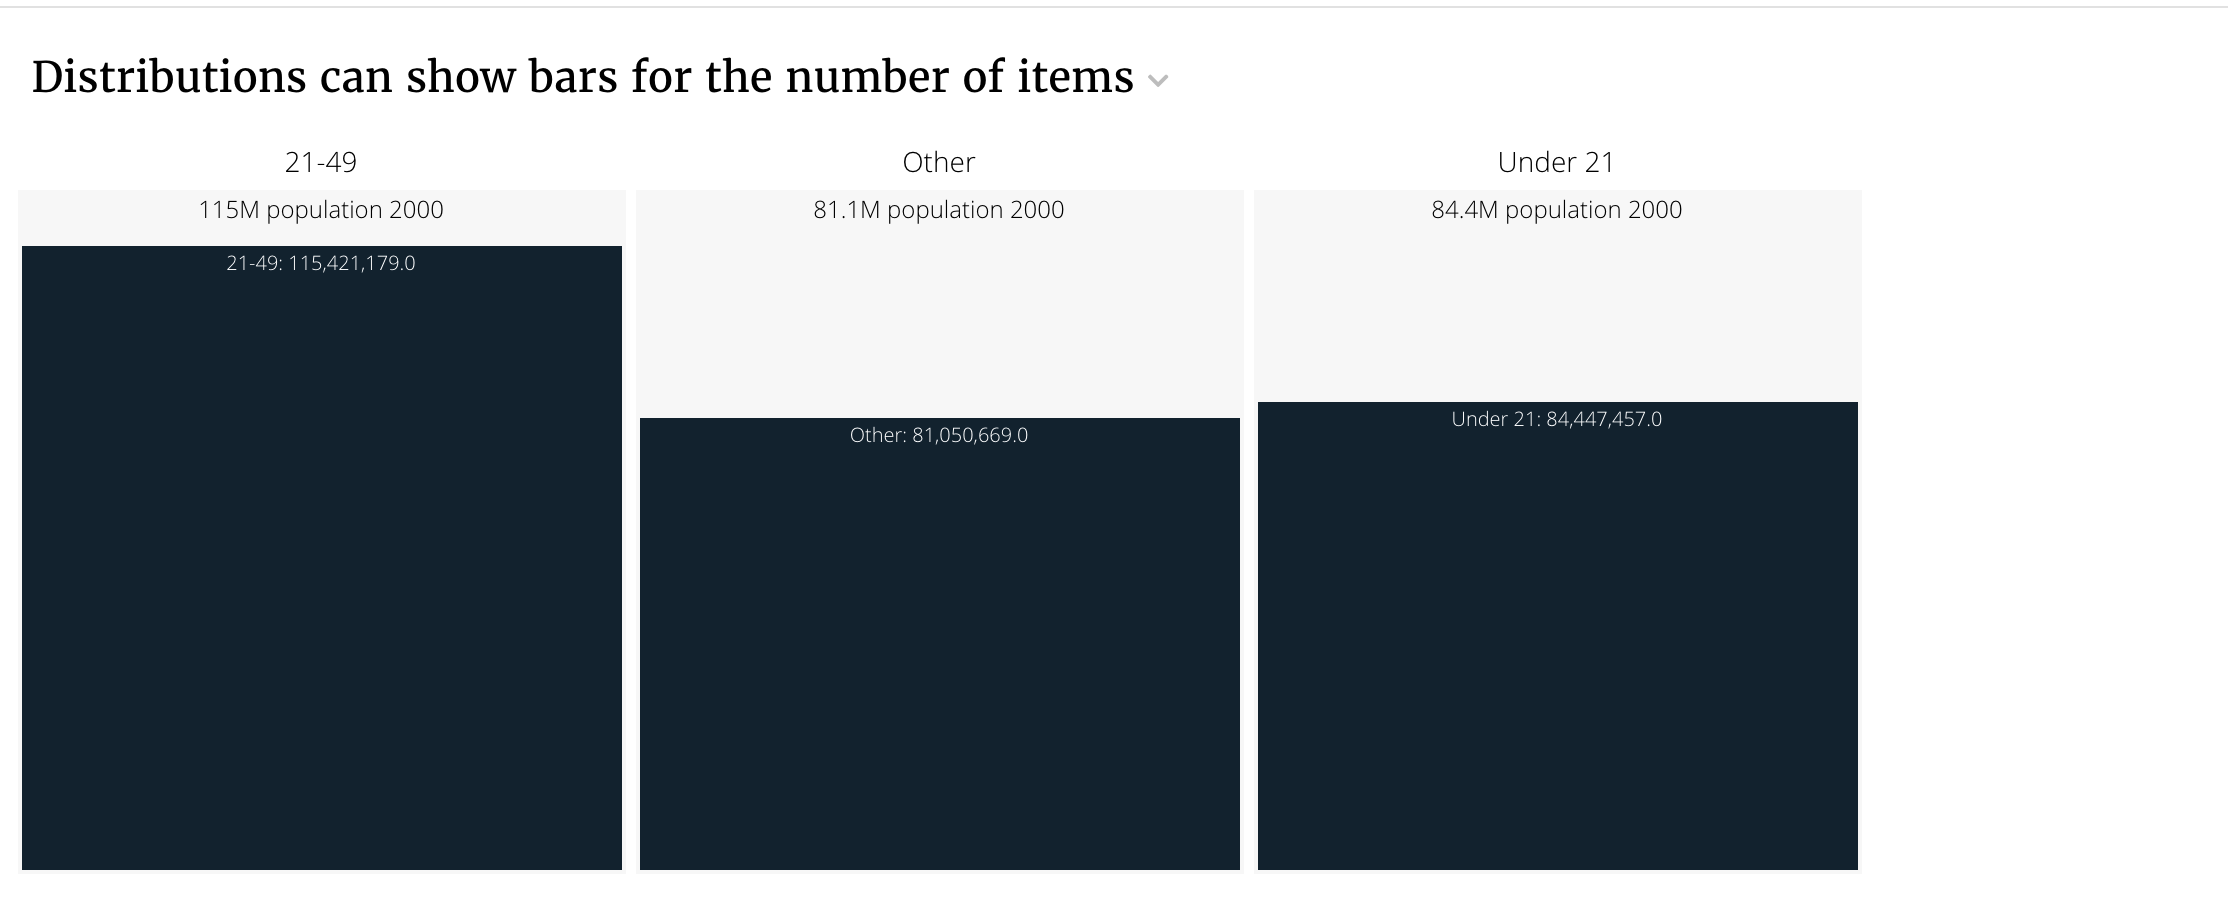 Distributions can show bars for the number of items
21-49
Other
Under 21
115M population 2000
81.1M population 2000
84.4M population 2000
21-49: 115,421,179.0
Other: 81,050,669.0
Under 21: 84,447,457.0